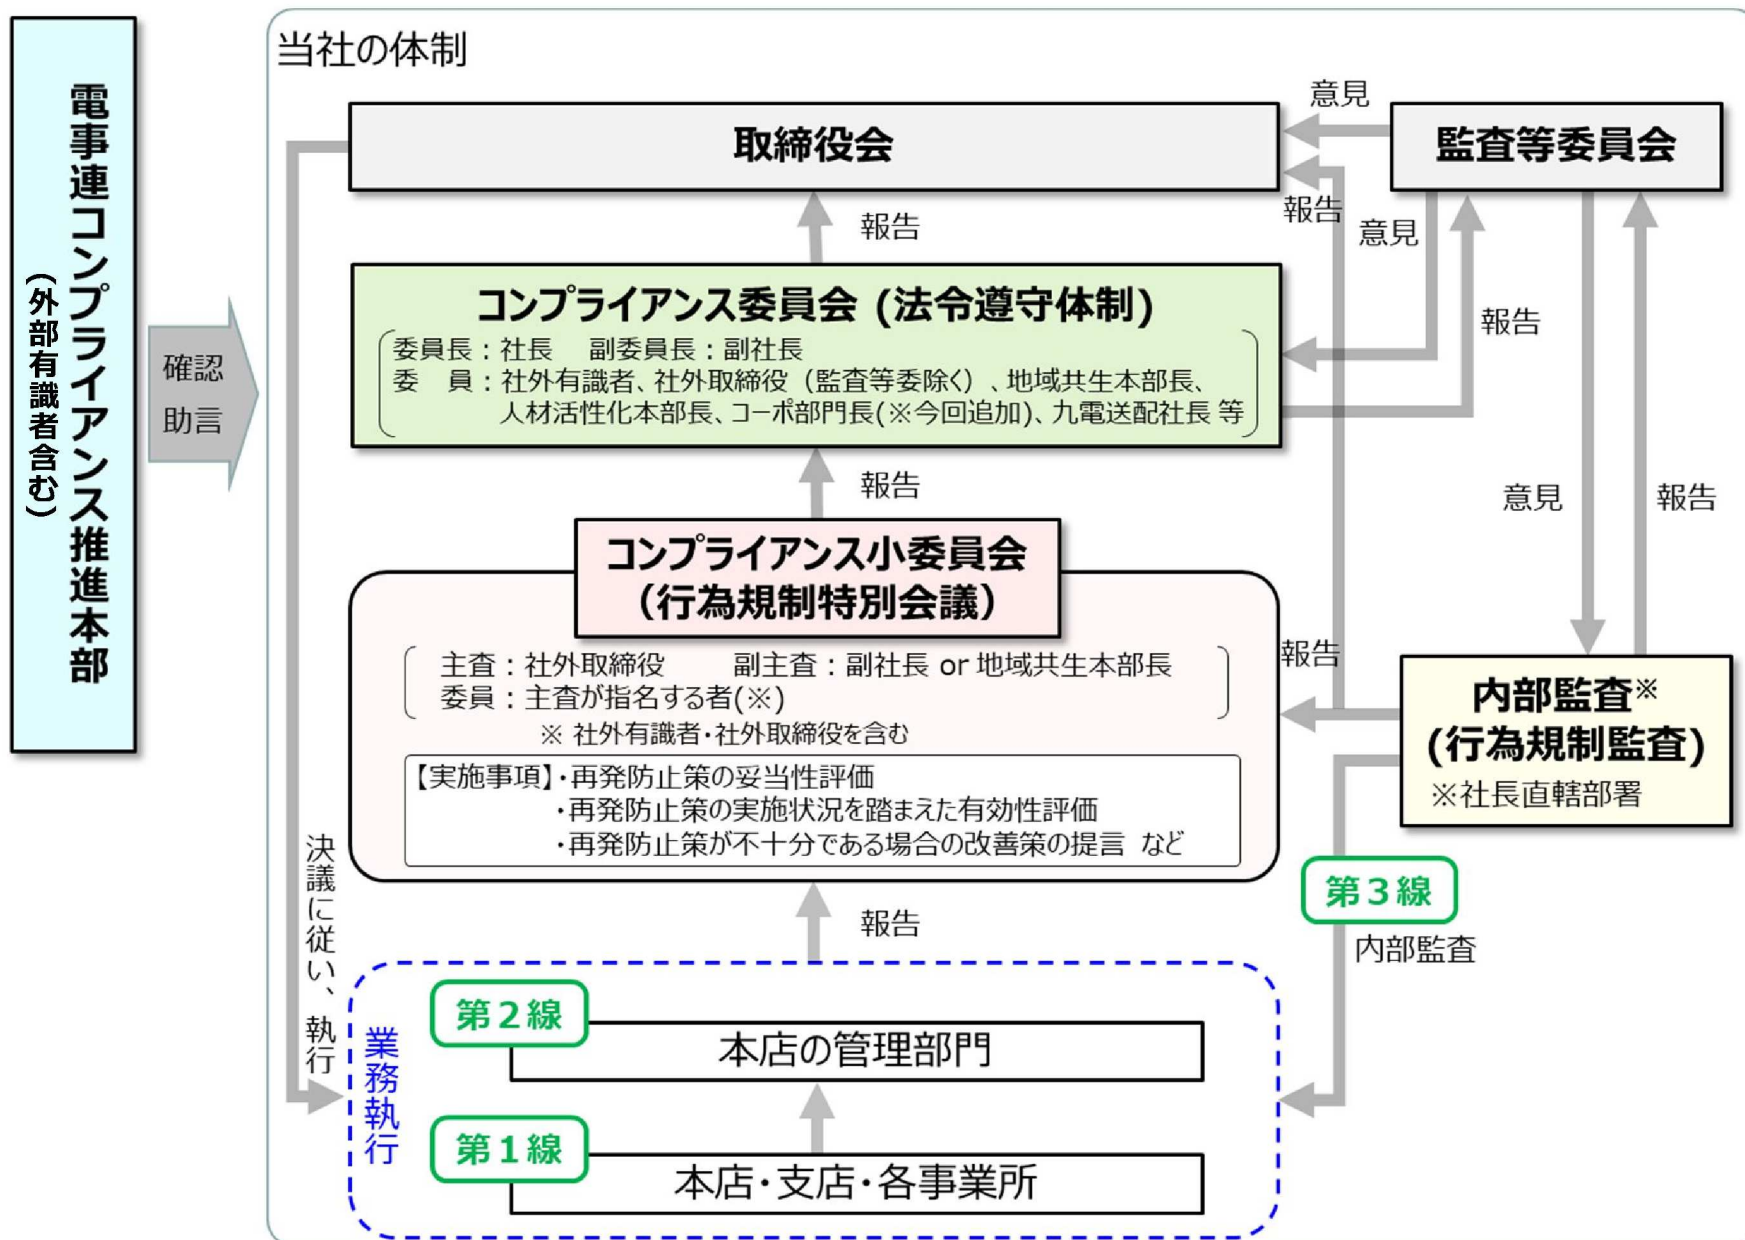 電事連コンプライアンス推進本部
（外部有識者含む）
確認
助言
当社の体制
取締役会
意見
監査等委員会
報告
報告
意見
コンプライアンス委員会 (法令遵守体制)
委員長：社長　副委員長：副社長
委　員：社外有識者、社外取締役（監査等委除く）、地域共生本部長、
人材活性化本部長、コーポ部門長(※今回追加)、九電送配社長 等
報告
報告
意見
報告
コンプライアンス小委員会
（行為規制特別会議）
主査：社外取締役　　副主査：副社長 or 地域共生本部長
委員：主査が指名する者(※)
※ 社外有識者・社外取締役を含む
【実施事項】・再発防止策の妥当性評価
・再発防止策の実施状況を踏まえた有効性評価
・再発防止策が不十分である場合の改善策の提言 など
報告
内部監査※
(行為規制監査)
※社長直轄部署
第３線
内部監査
報告
決議に従い、執行
業務執行
第２線
本店の管理部門
第１線
本店・支店・各事業所